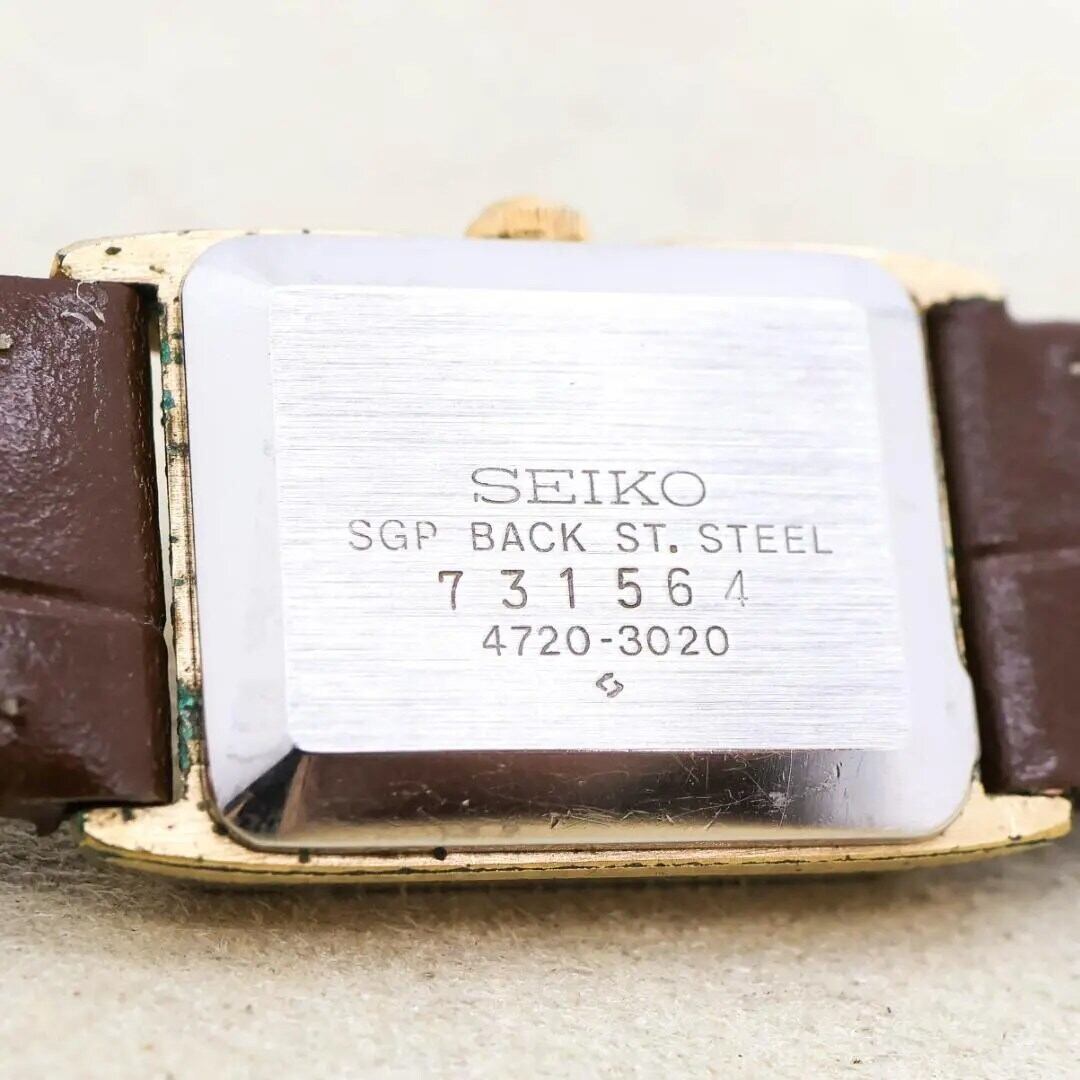 SEIKO
SGP BACK ST. STEEL
731564
4720-3020